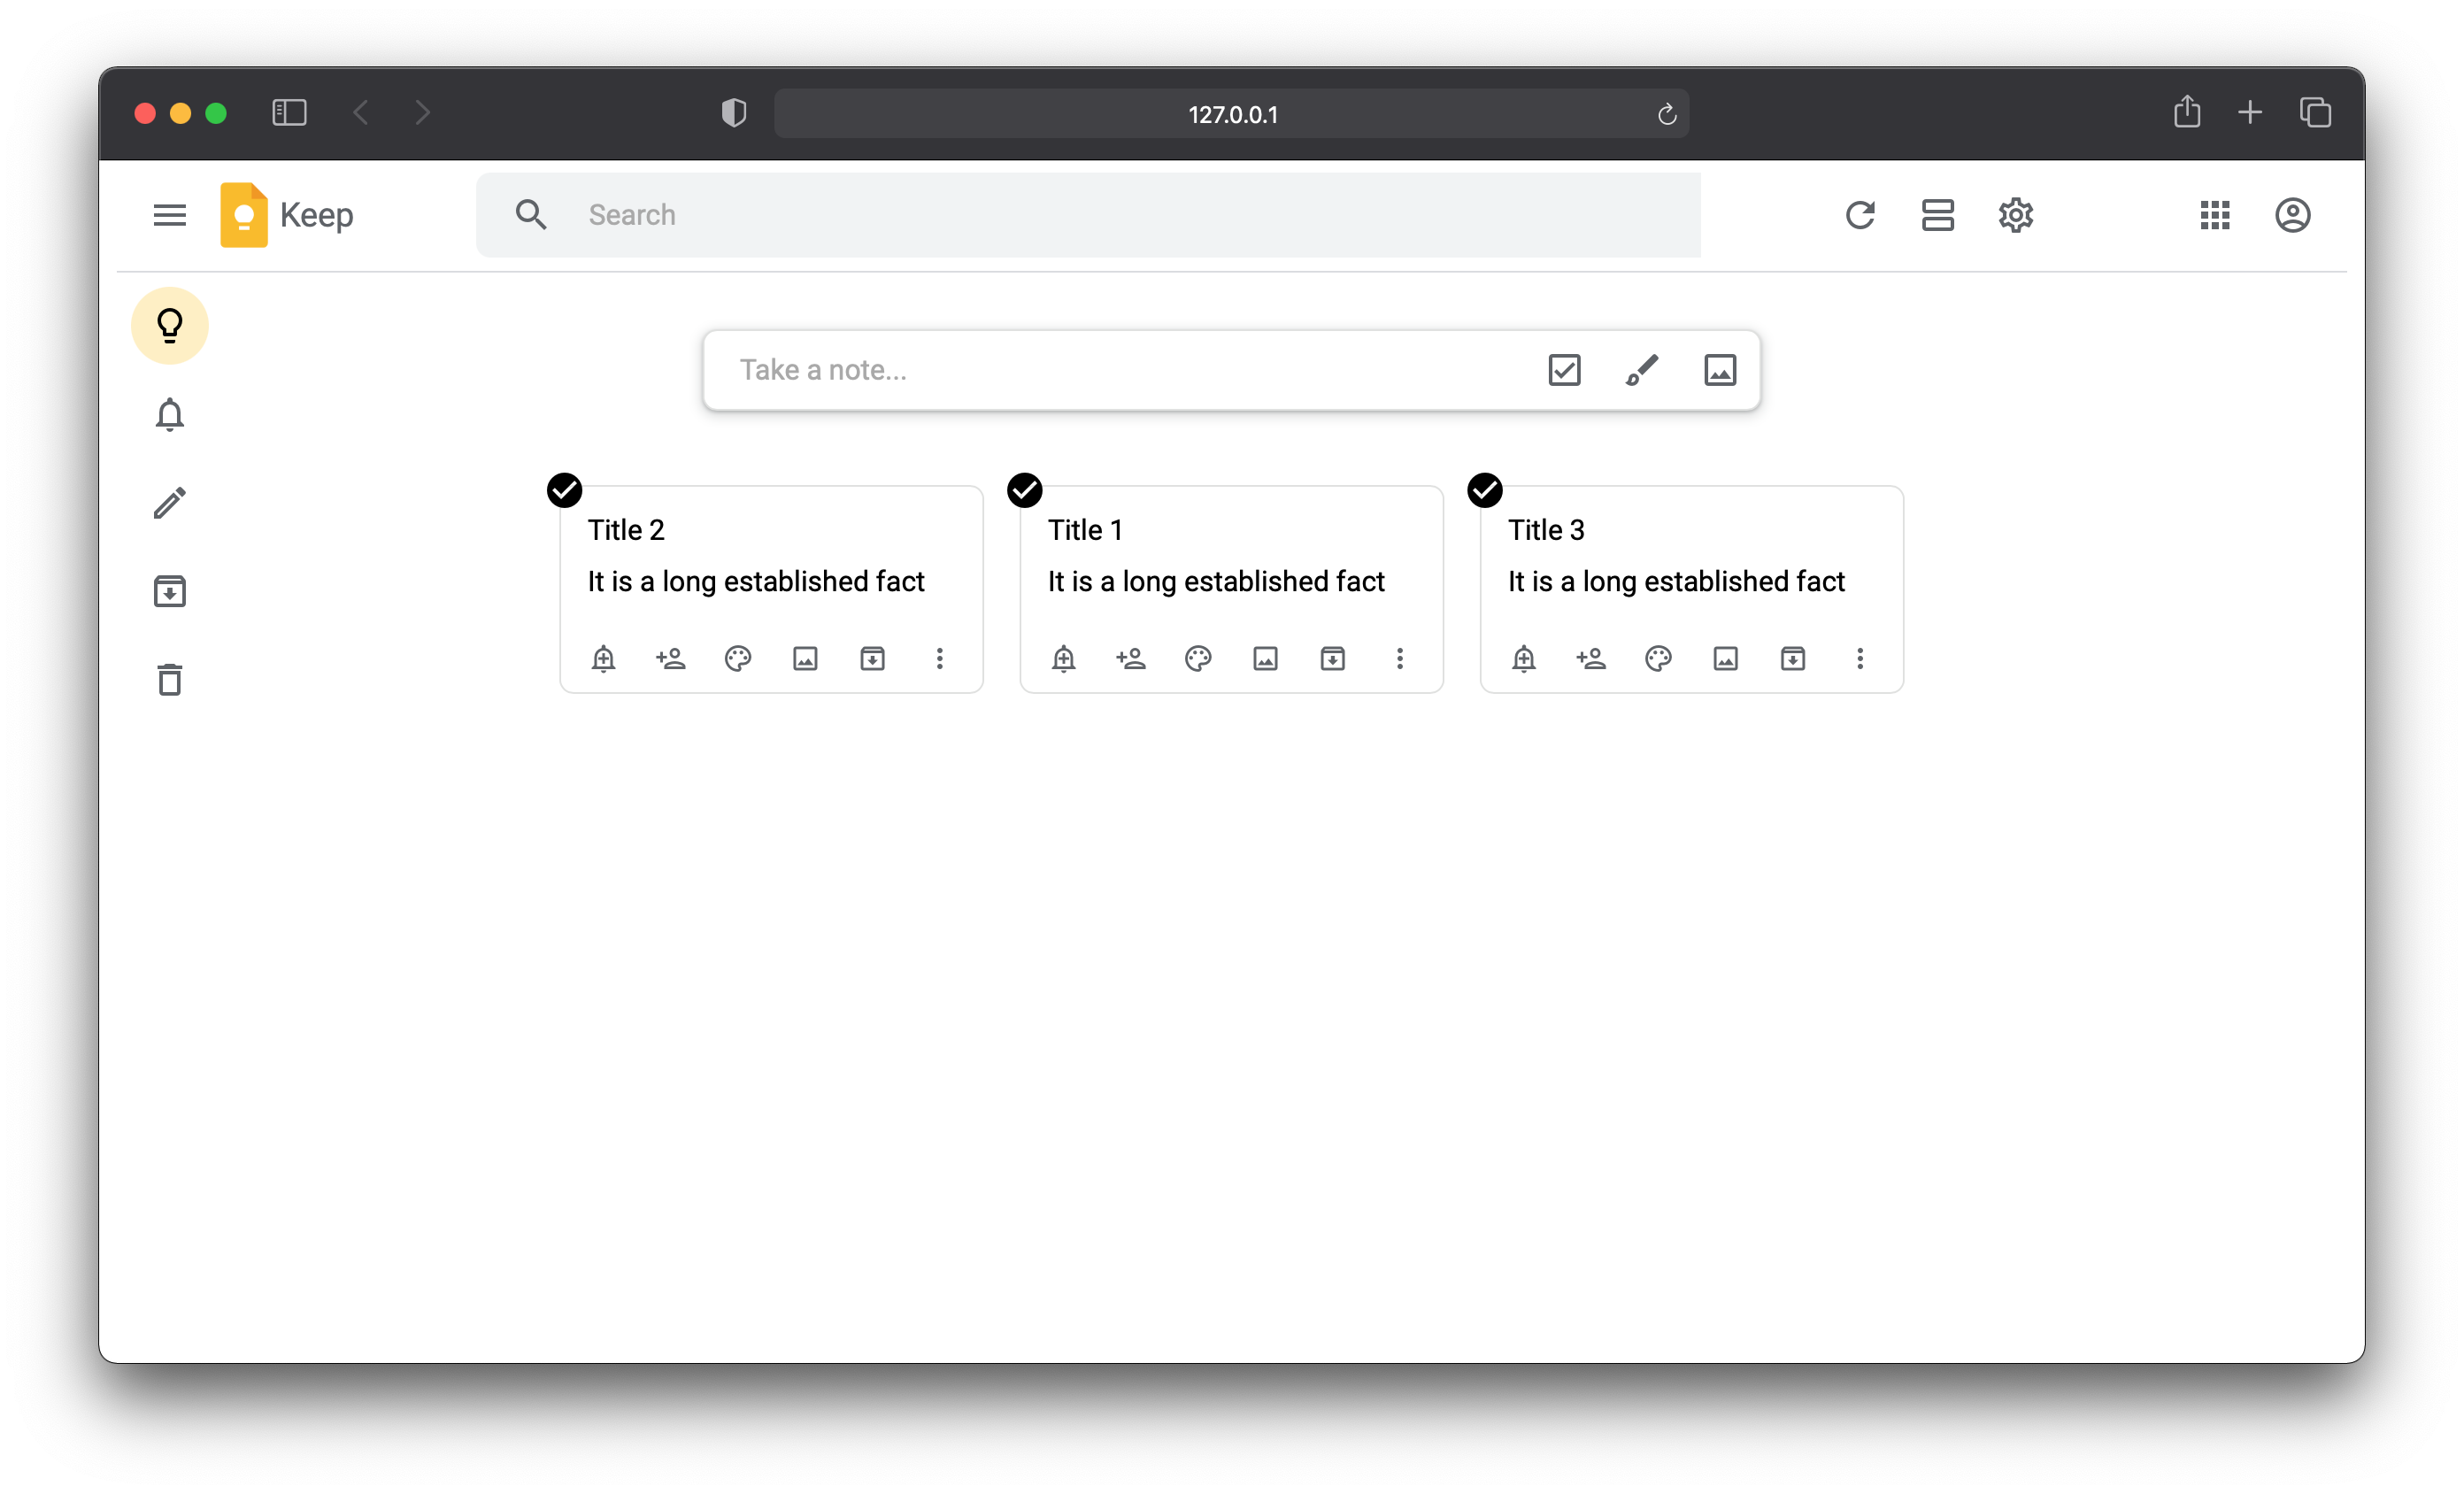 127.0.0.1
Keep
Search
Take a note...
Title 2
It is a long established fact
Title 1
It is a long established fact
Title 3
It is a long established fact